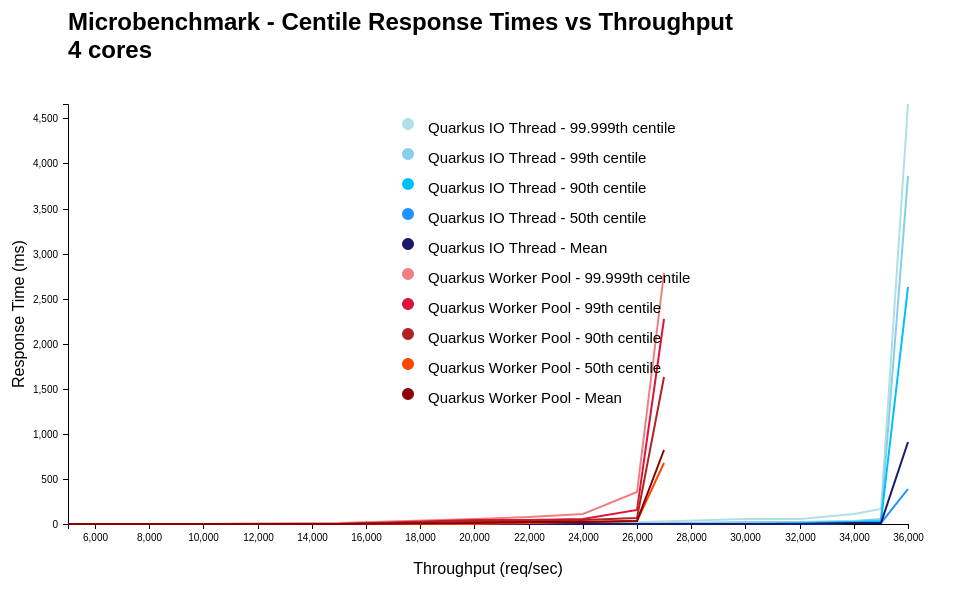 Microbenchmark - Centile Response Times vs Throughput
4 cores
Quarkus IO Thread - 99.999th centile
Quarkus IO Thread - 99th centile
Quarkus IO Thread - 90th centile
Quarkus IO Thread - 50th centile
Quarkus IO Thread - Mean
Quarkus Worker Pool - 99.999th centile
Quarkus Worker Pool - 99th centile
Quarkus Worker Pool - 90th centile
Quarkus Worker Pool - 50th centile
Quarkus Worker Pool - Mean
Response Time (ms)
4,500
4,000
3,500
3,000
2,500
2,000
1,500
1,000
500
0
6,000 8,000 10,000 12,000 14,000 16,000 18,000 20,000 22,000 24,000 26,000 28,000 30,000 32,000 34,000 36,000
Throughput (req/sec)